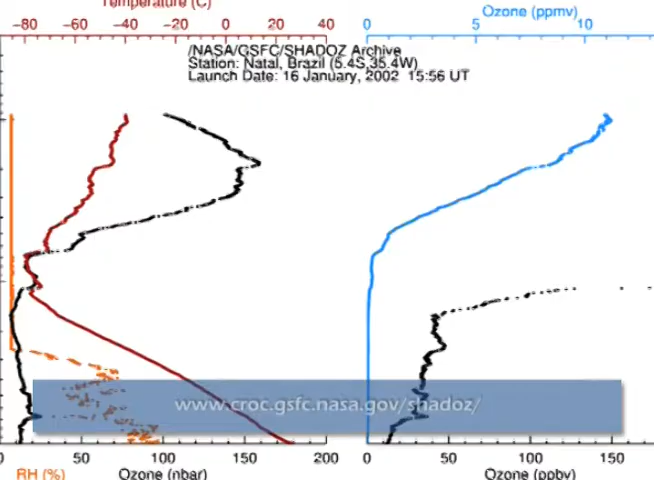 Temperature (C)
-80 -60 -40 -20 0 20 40
Ozone (ppmv)
0 5 10
/NASA/GSFC/SHADOZ Archive
Station: Natal, Brazil (5.4S,35.4W)
Launch Date: 16 January, 2002 15:56 UT
www.croc.gsfc.nasa.gov/shadoz/
0 50 100 150 200
0 50 100 150
RH (%) Ozone (nbar)
Ozone (ppbv)